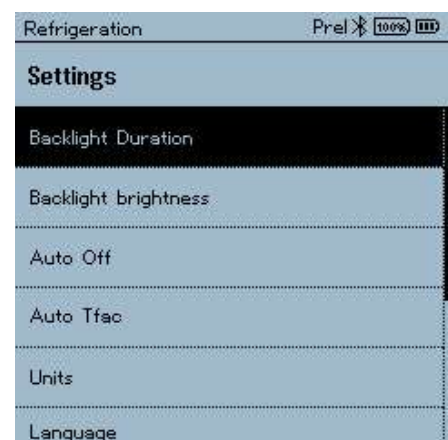 Refrigeration Prel 100%
Settings
Backlight Duration
Backlight brightness
Auto Off
Auto Tfac
Units
Language